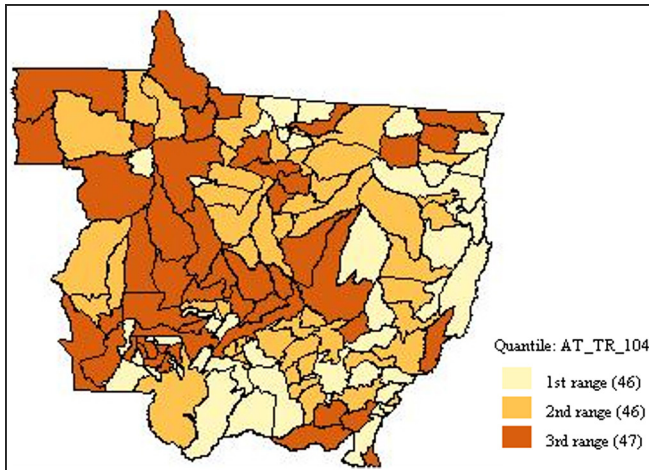 Quantile: AT_TR_104
1st range (46)
2nd range (46)
3rd range (47)